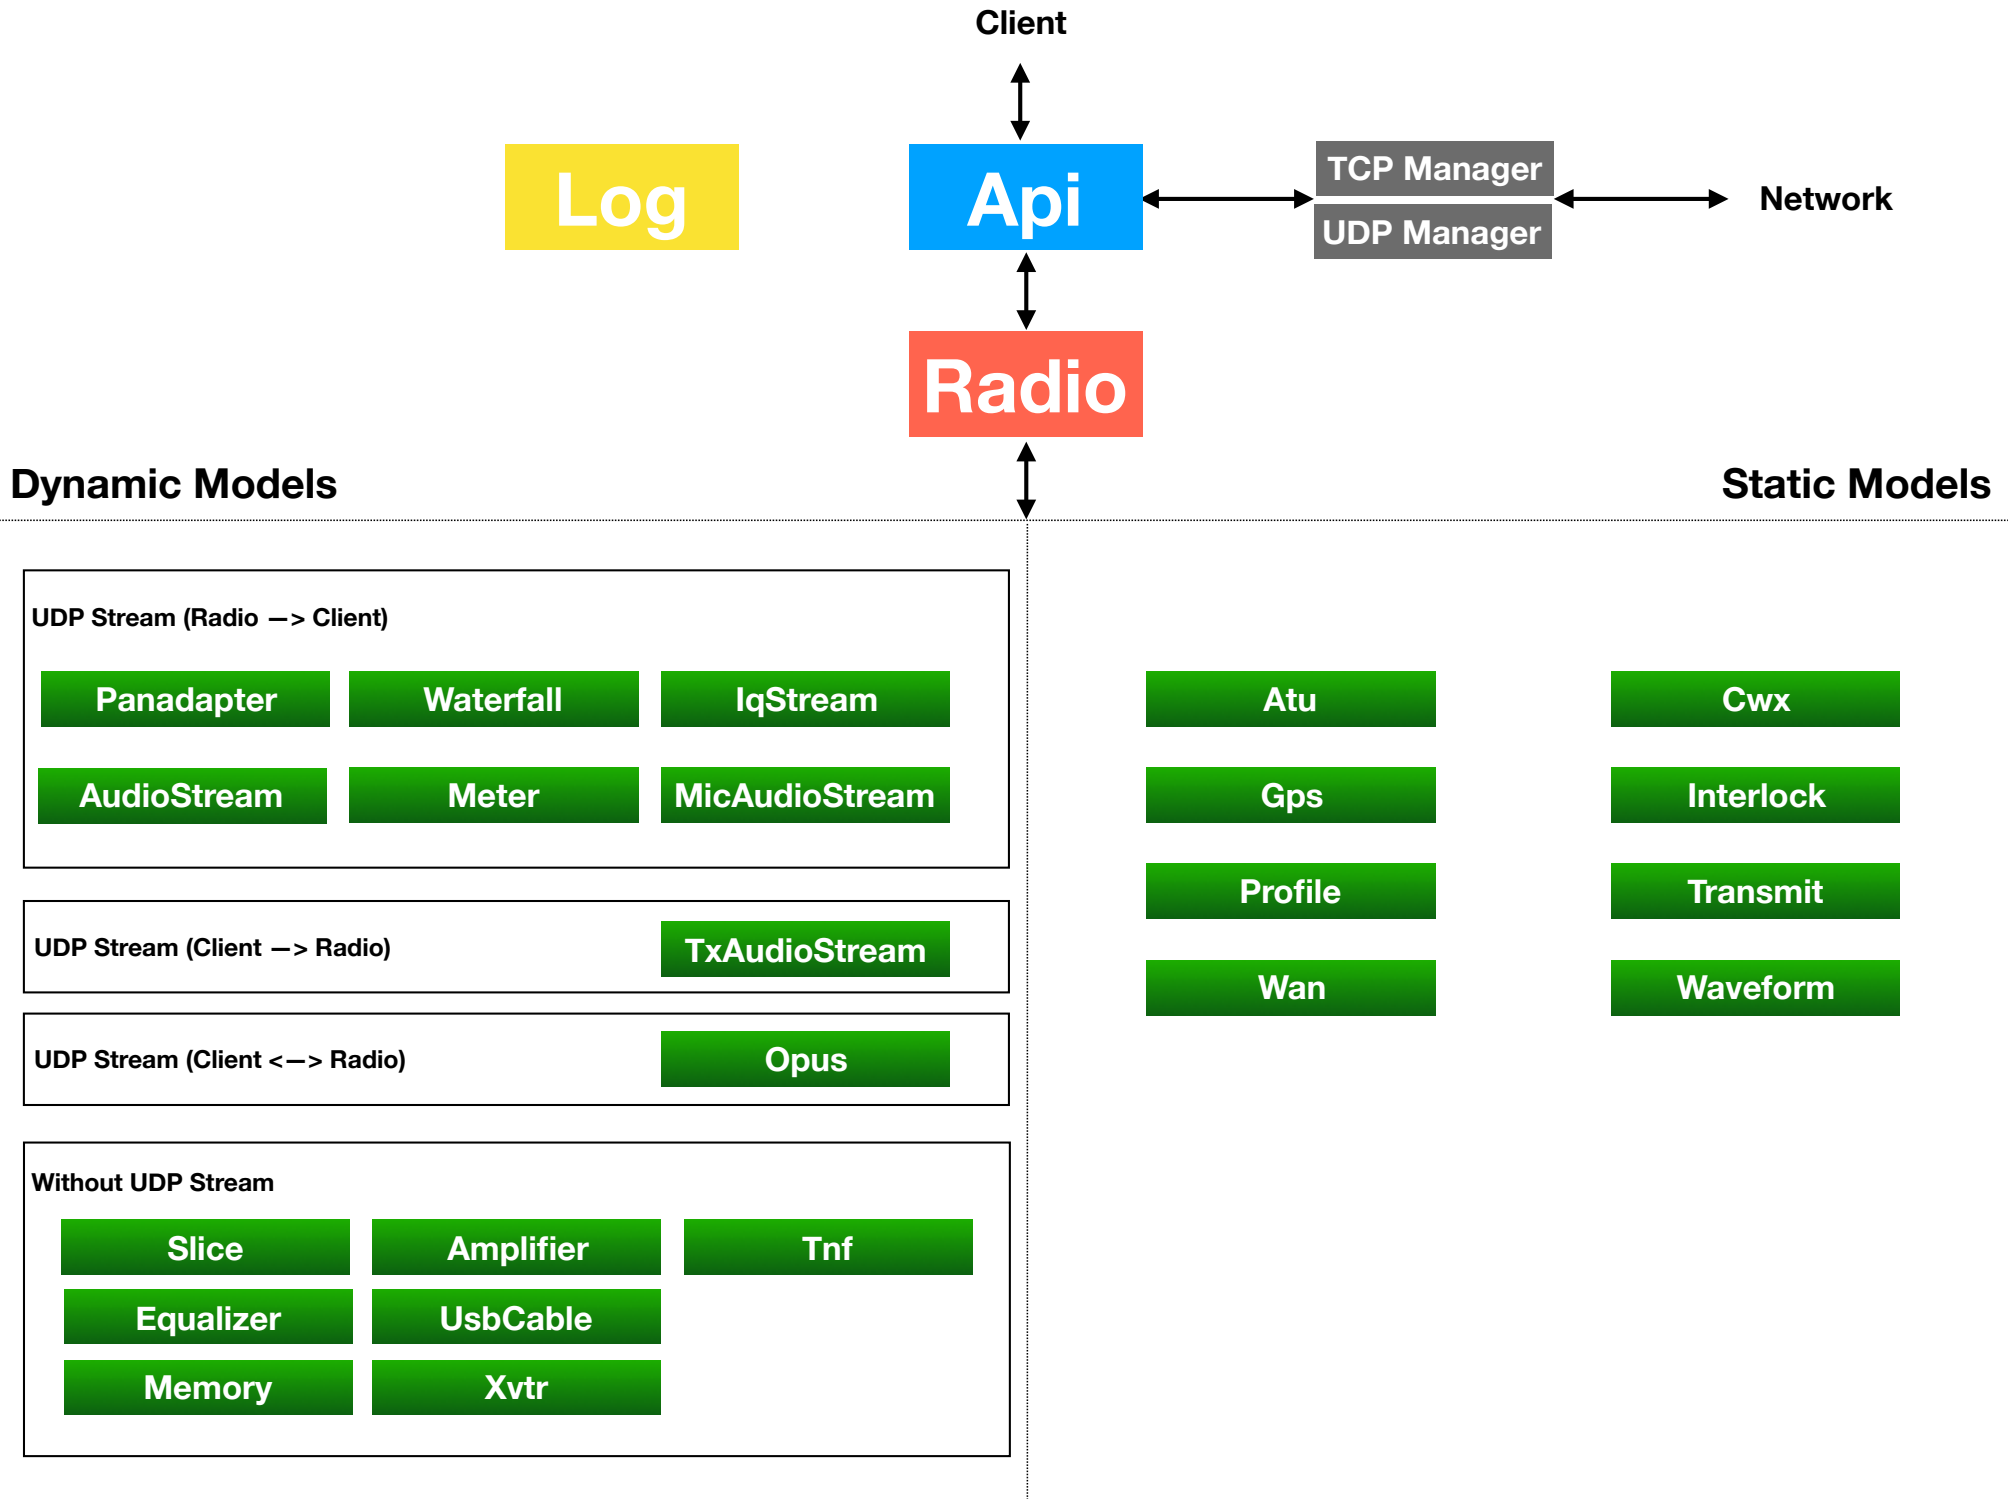 Client
Log
Api
TCP Manager
UDP Manager
Network
Radio
Dynamic Models
Static Models
UDP Stream (Radio —> Client)
Panadapter
Waterfall
IqStream
AudioStream
Meter
MicAudioStream
UDP Stream (Client —> Radio)
TxAudioStream
UDP Stream (Client <—> Radio)
Opus
Without UDP Stream
Slice
Amplifier
Tnf
Equalizer
UsbCable
Memory
Xvtr
Atu
Cwx
Gps
Interlock
Profile
Transmit
Wan
Waveform